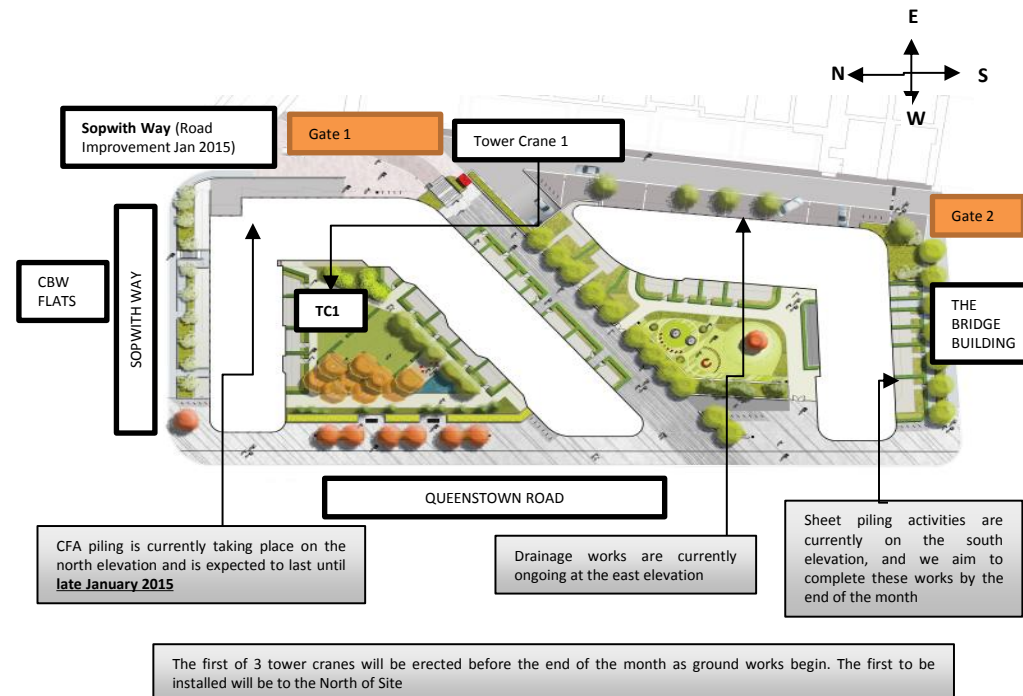 E
N
S
W
Sopwith Way (Road
Improvement Jan 2015)
Gate 1
Tower Crane 1
Gate 2
CBW
FLATS
SOPWITH WAY
TC1
THE
BRIDGE
BUILDING
QUEENSTOWN ROAD
CFA piling is currently taking place on the
north elevation and is expected to last until
late January 2015
Drainage works are currently
ongoing at the east elevation
Sheet piling activities are
currently on the south
elevation, and we aim to
complete these works by the
end of the month
The first of 3 tower cranes will be erected before the end of the month as ground works begin. The first to be
installed will be to the North of Site